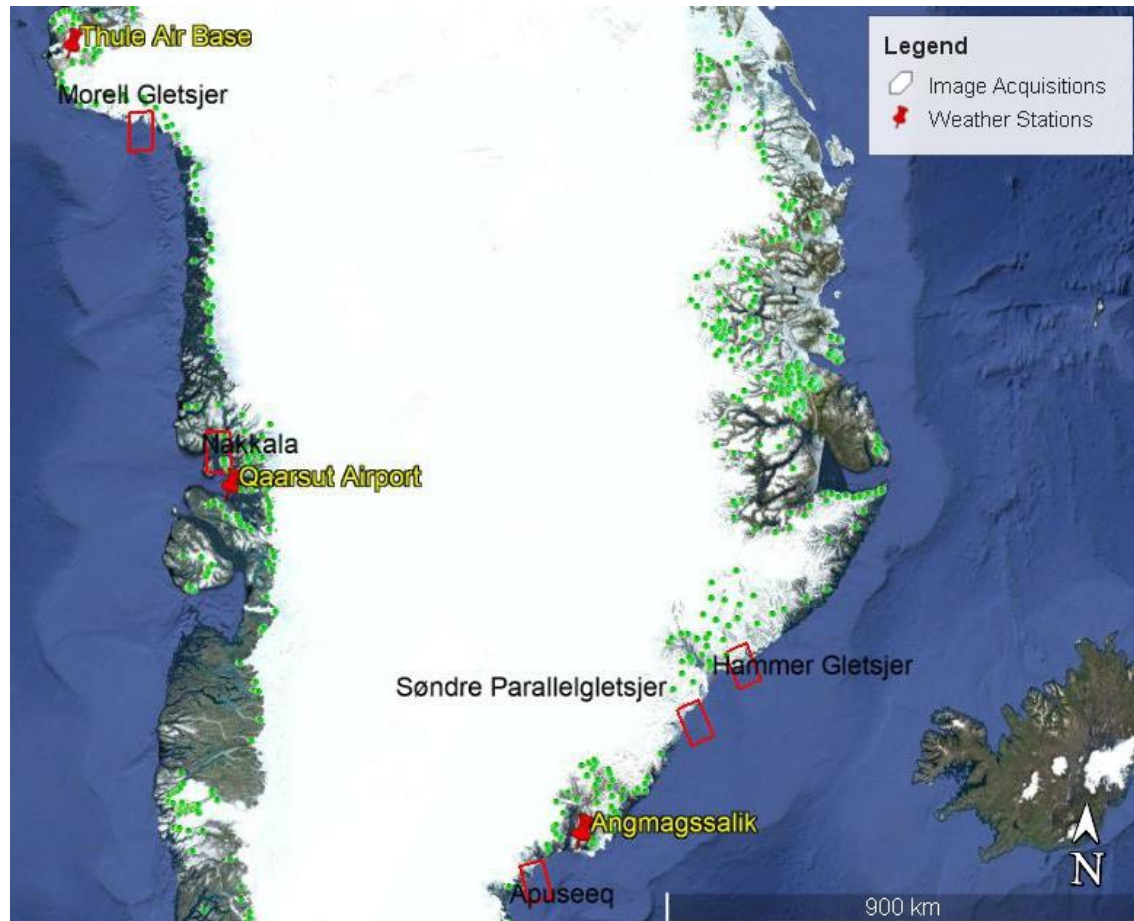 Thule Air Base
Legend
Image Acquisitions
Weather Stations
Morell Gletsjer
Nakkala
Qaarsut Airport
Hammer Gletsjer
Søndre Parallelgletsjer
Angmagssalik
Apuseeq
N
900 km